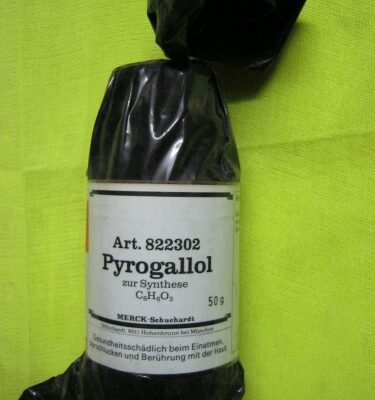 Art. 822302
Pyrogallol
zur Synthese
C₆H₆O₃
50 g
MERCK-Schuchardt
Schuchardt, 8011 Hohenbrunn bei München
Gesundheitsschädlich beim Einatmen,
Verschlucken und Berührung mit der Haut.